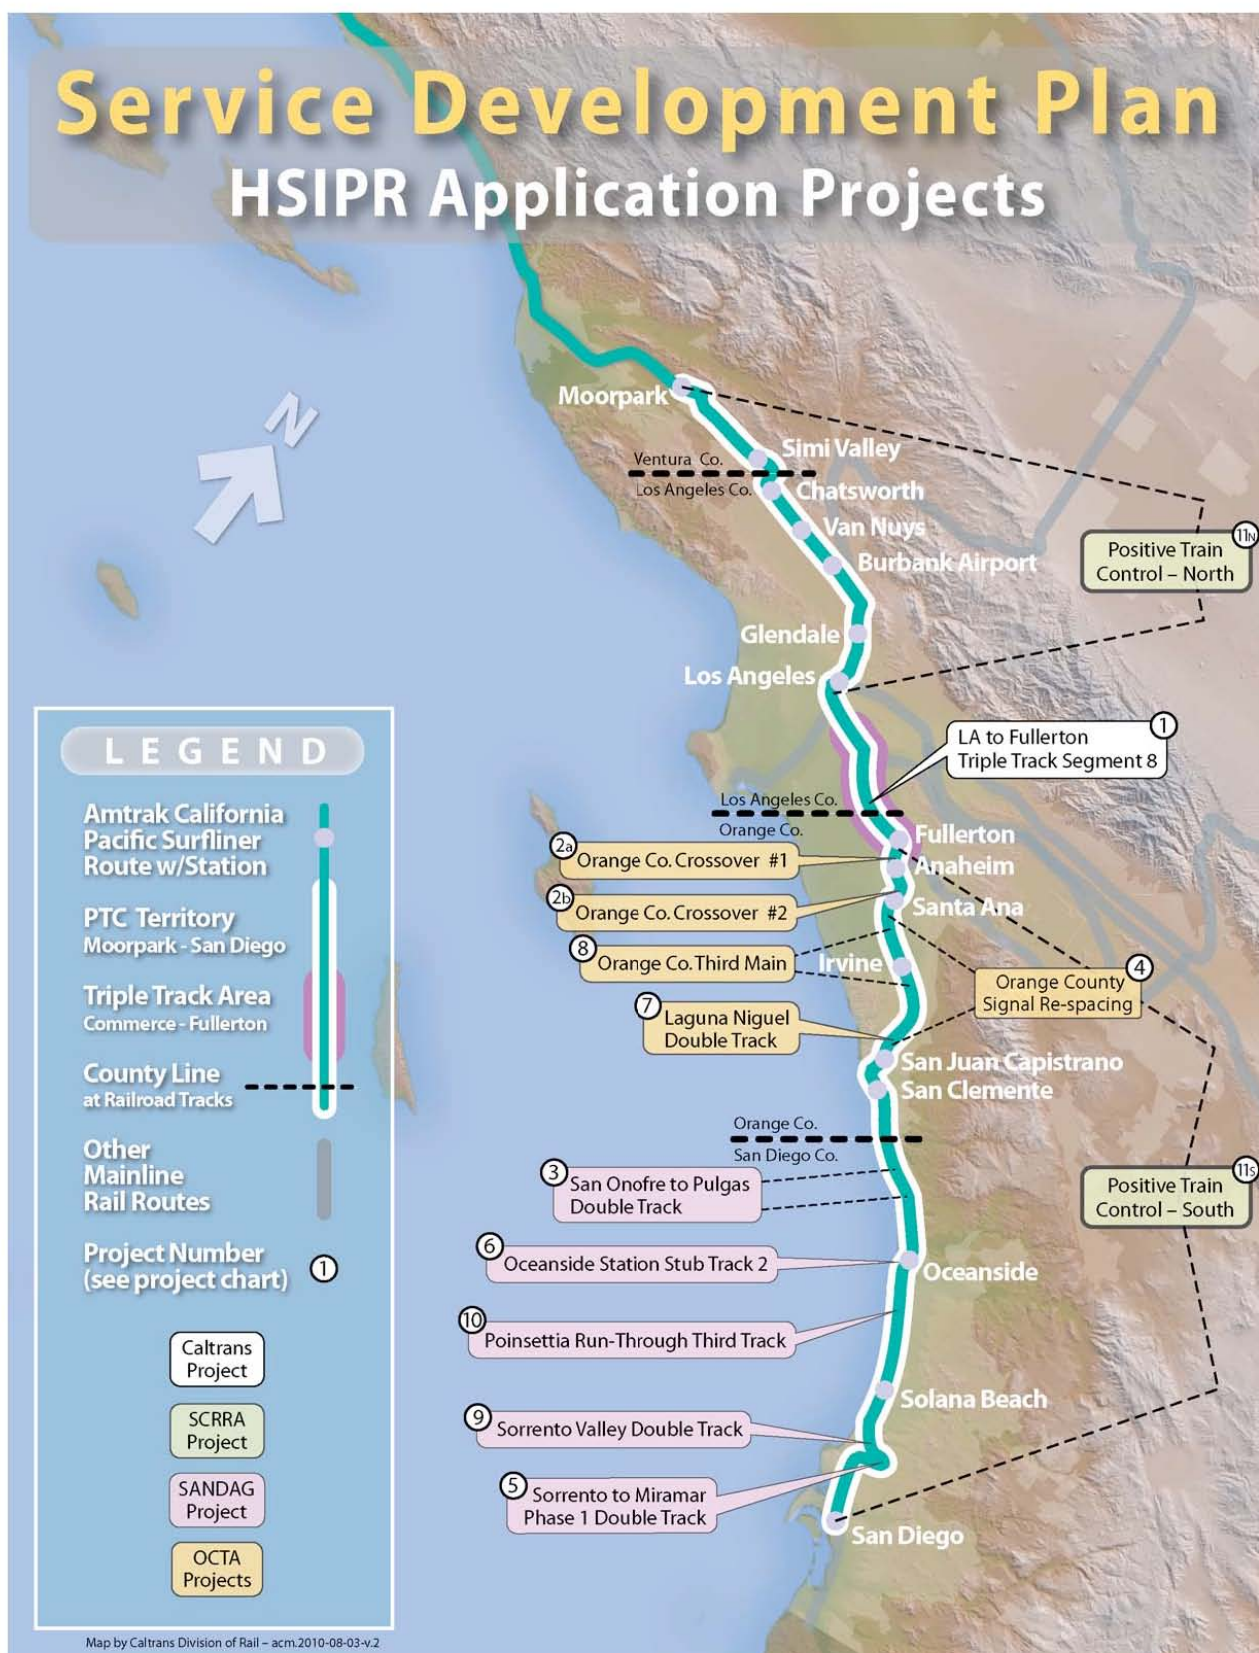 Service Development Plan
HSIPR Application Projects
N
Moorpark
Simi Valley
Ventura Co.
Los Angeles Co.
Chatsworth
Van Nuys
Burbank Airport
11N
Positive Train
Control – North
Glendale
Los Angeles
1
LA to Fullerton
Triple Track Segment 8
Los Angeles Co.
Orange Co.
Fullerton
2a
Orange Co. Crossover #1
Anaheim
2b
Orange Co. Crossover #2
Santa Ana
8
Orange Co. Third Main
Irvine
4
Orange County
Signal Re-spacing
7
Laguna Niguel
Double Track
San Juan Capistrano
San Clemente
Orange Co.
San Diego Co.
3
San Onofre to Pulgas
Double Track
11S
Positive Train
Control – South
6
Oceanside Station Stub Track 2
Oceanside
10
Poinsettia Run-Through Third Track
Solana Beach
9
Sorrento Valley Double Track
5
Sorrento to Miramar
Phase 1 Double Track
San Diego
LEGEND
Amtrak California
Pacific Surfliner
Route w/Station
PTC Territory
Moorpark - San Diego
Triple Track Area
Commerce - Fullerton
County Line
at Railroad Tracks
Other
Mainline
Rail Routes
Project Number
(see project chart)
1
Caltrans
Project
SCRRA
Project
SANDAG
Project
OCTA
Projects
Map by Caltrans Division of Rail – acm.2010-08-03-v.2